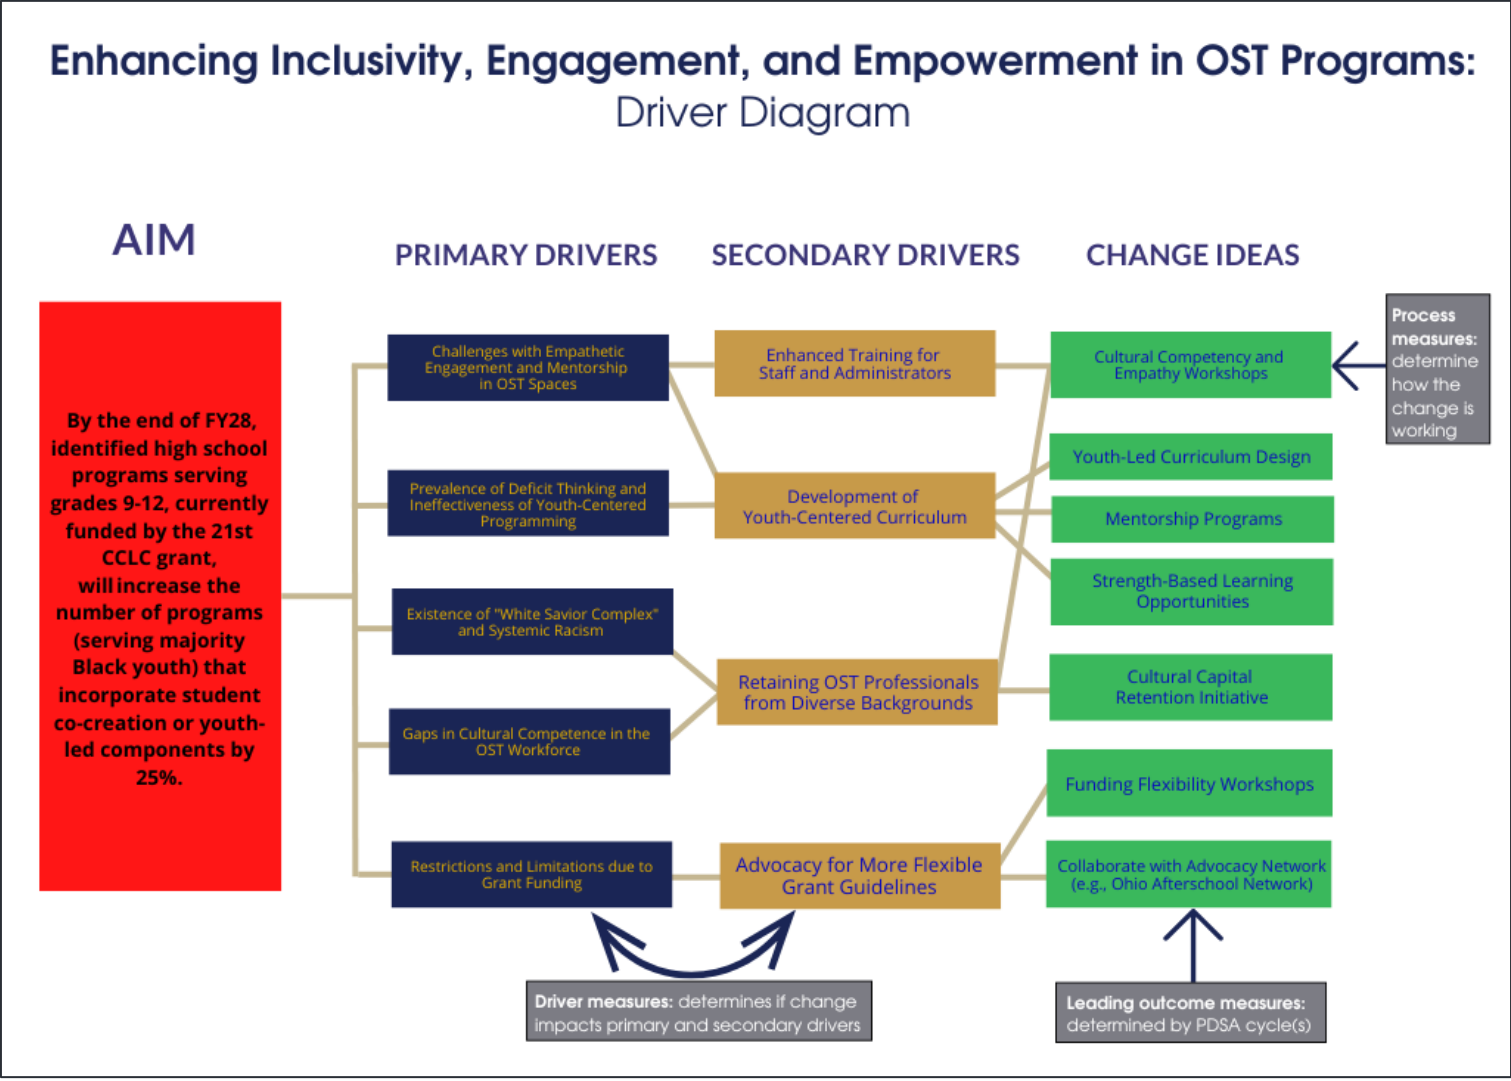 Enhancing Inclusivity, Engagement, and Empowerment in OST Programs:
Driver Diagram
AIM
PRIMARY DRIVERS
SECONDARY DRIVERS
CHANGE IDEAS
By the end of FY28,
identified high school
programs serving
grades 9-12, currently
funded by the 21st
CCLC grant,
will increase the
number of programs
(serving majority
Black youth) that
incorporate student
co-creation or youth-
led components by
25%.
Challenges with Empathetic
Engagement and Mentorship
in OST Spaces
Prevalence of Deficit Thinking and
Ineffectiveness of Youth-Centered
Programming
Existence of "White Savior Complex"
and Systemic Racism
Gaps in Cultural Competence in the
OST Workforce
Restrictions and Limitations due to
Grant Funding
Enhanced Training for
Staff and Administrators
Development of
Youth-Centered Curriculum
Retaining OST Professionals
from Diverse Backgrounds
Advocacy for More Flexible
Grant Guidelines
Cultural Competency and
Empathy Workshops
Youth-Led Curriculum Design
Mentorship Programs
Strength-Based Learning
Opportunities
Cultural Capital
Retention Initiative
Funding Flexibility Workshops
Collaborate with Advocacy Network
(e.g., Ohio Afterschool Network)
Process
measures:
determine
how the
change is
working
Driver measures: determines if change
impacts primary and secondary drivers
Leading outcome measures:
determined by PDSA cycle(s)